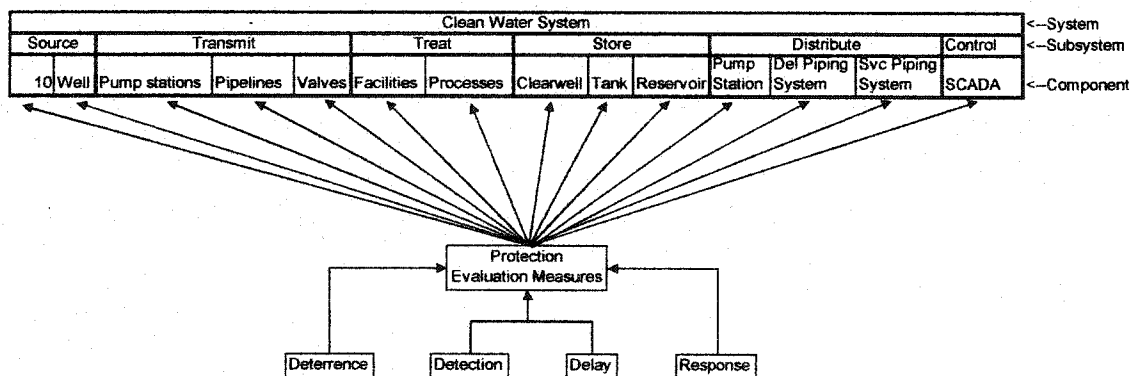 Clean Water System <--System
Source Transmit Treat Store Distribute Control <--Subsystem
10 Well Pump stations Pipelines Valves Facilities Processes Clearwell Tank Reservoir Pump Station Del Piping System Svc Piping System SCADA <--Component
Protection
Evaluation Measures
Deterrence Detection Delay Response